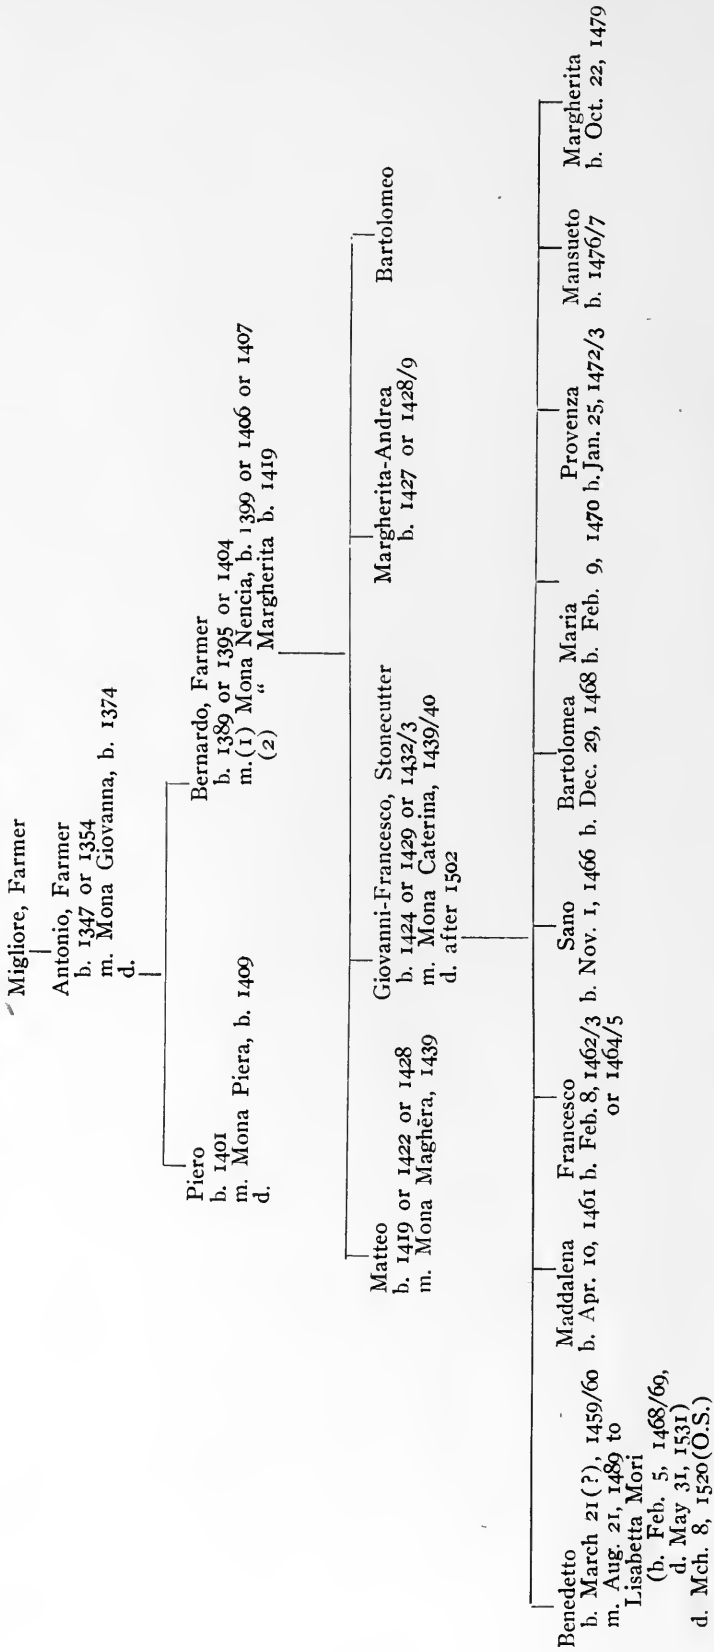 Migliore, Farmer
Antonio, Farmer
b. 1347 or 1354
m. Mona Giovanna, b. 1374
d.
Piero
b. 1401
m. Mona Piera, b. 1409
d.
Bernardo, Farmer
b. 1389 or 1395 or 1404
m. (1) Mona Nencia, b. 1399 or 1406 or 1407
(2) “ Margherita b. 1419
Matteo
b. 1419 or 1422 or 1428
m. Mona Maghēra, 1439
Giovanni-Francesco, Stonecutter
b. 1424 or 1429 or 1432/3
m. Mona Caterina, 1439/40
d. after 1502
Margherita-Andrea
b. 1427 or 1428/9
Bartolomeo
Benedetto
b. March 21(?), 1459/60
m. Aug. 21, 1489 to
Lisabetta Mori
(b. Feb. 5, 1468/69,
d. May 31, 1531)
d. Mch. 8, 1520 (O.S.)
Maddalena
b. Apr. 10, 1461
Francesco
b. Feb. 8, 1462/3
or 1464/5
Sano
b. Nov. 1, 1466
Bartolomea
b. Dec. 29, 1468
Maria
b. Feb. 9, 1470
Provenza
b. Jan. 25, 1472/3
Mansueto
b. 1476/7
Margherita
b. Oct. 22, 1479